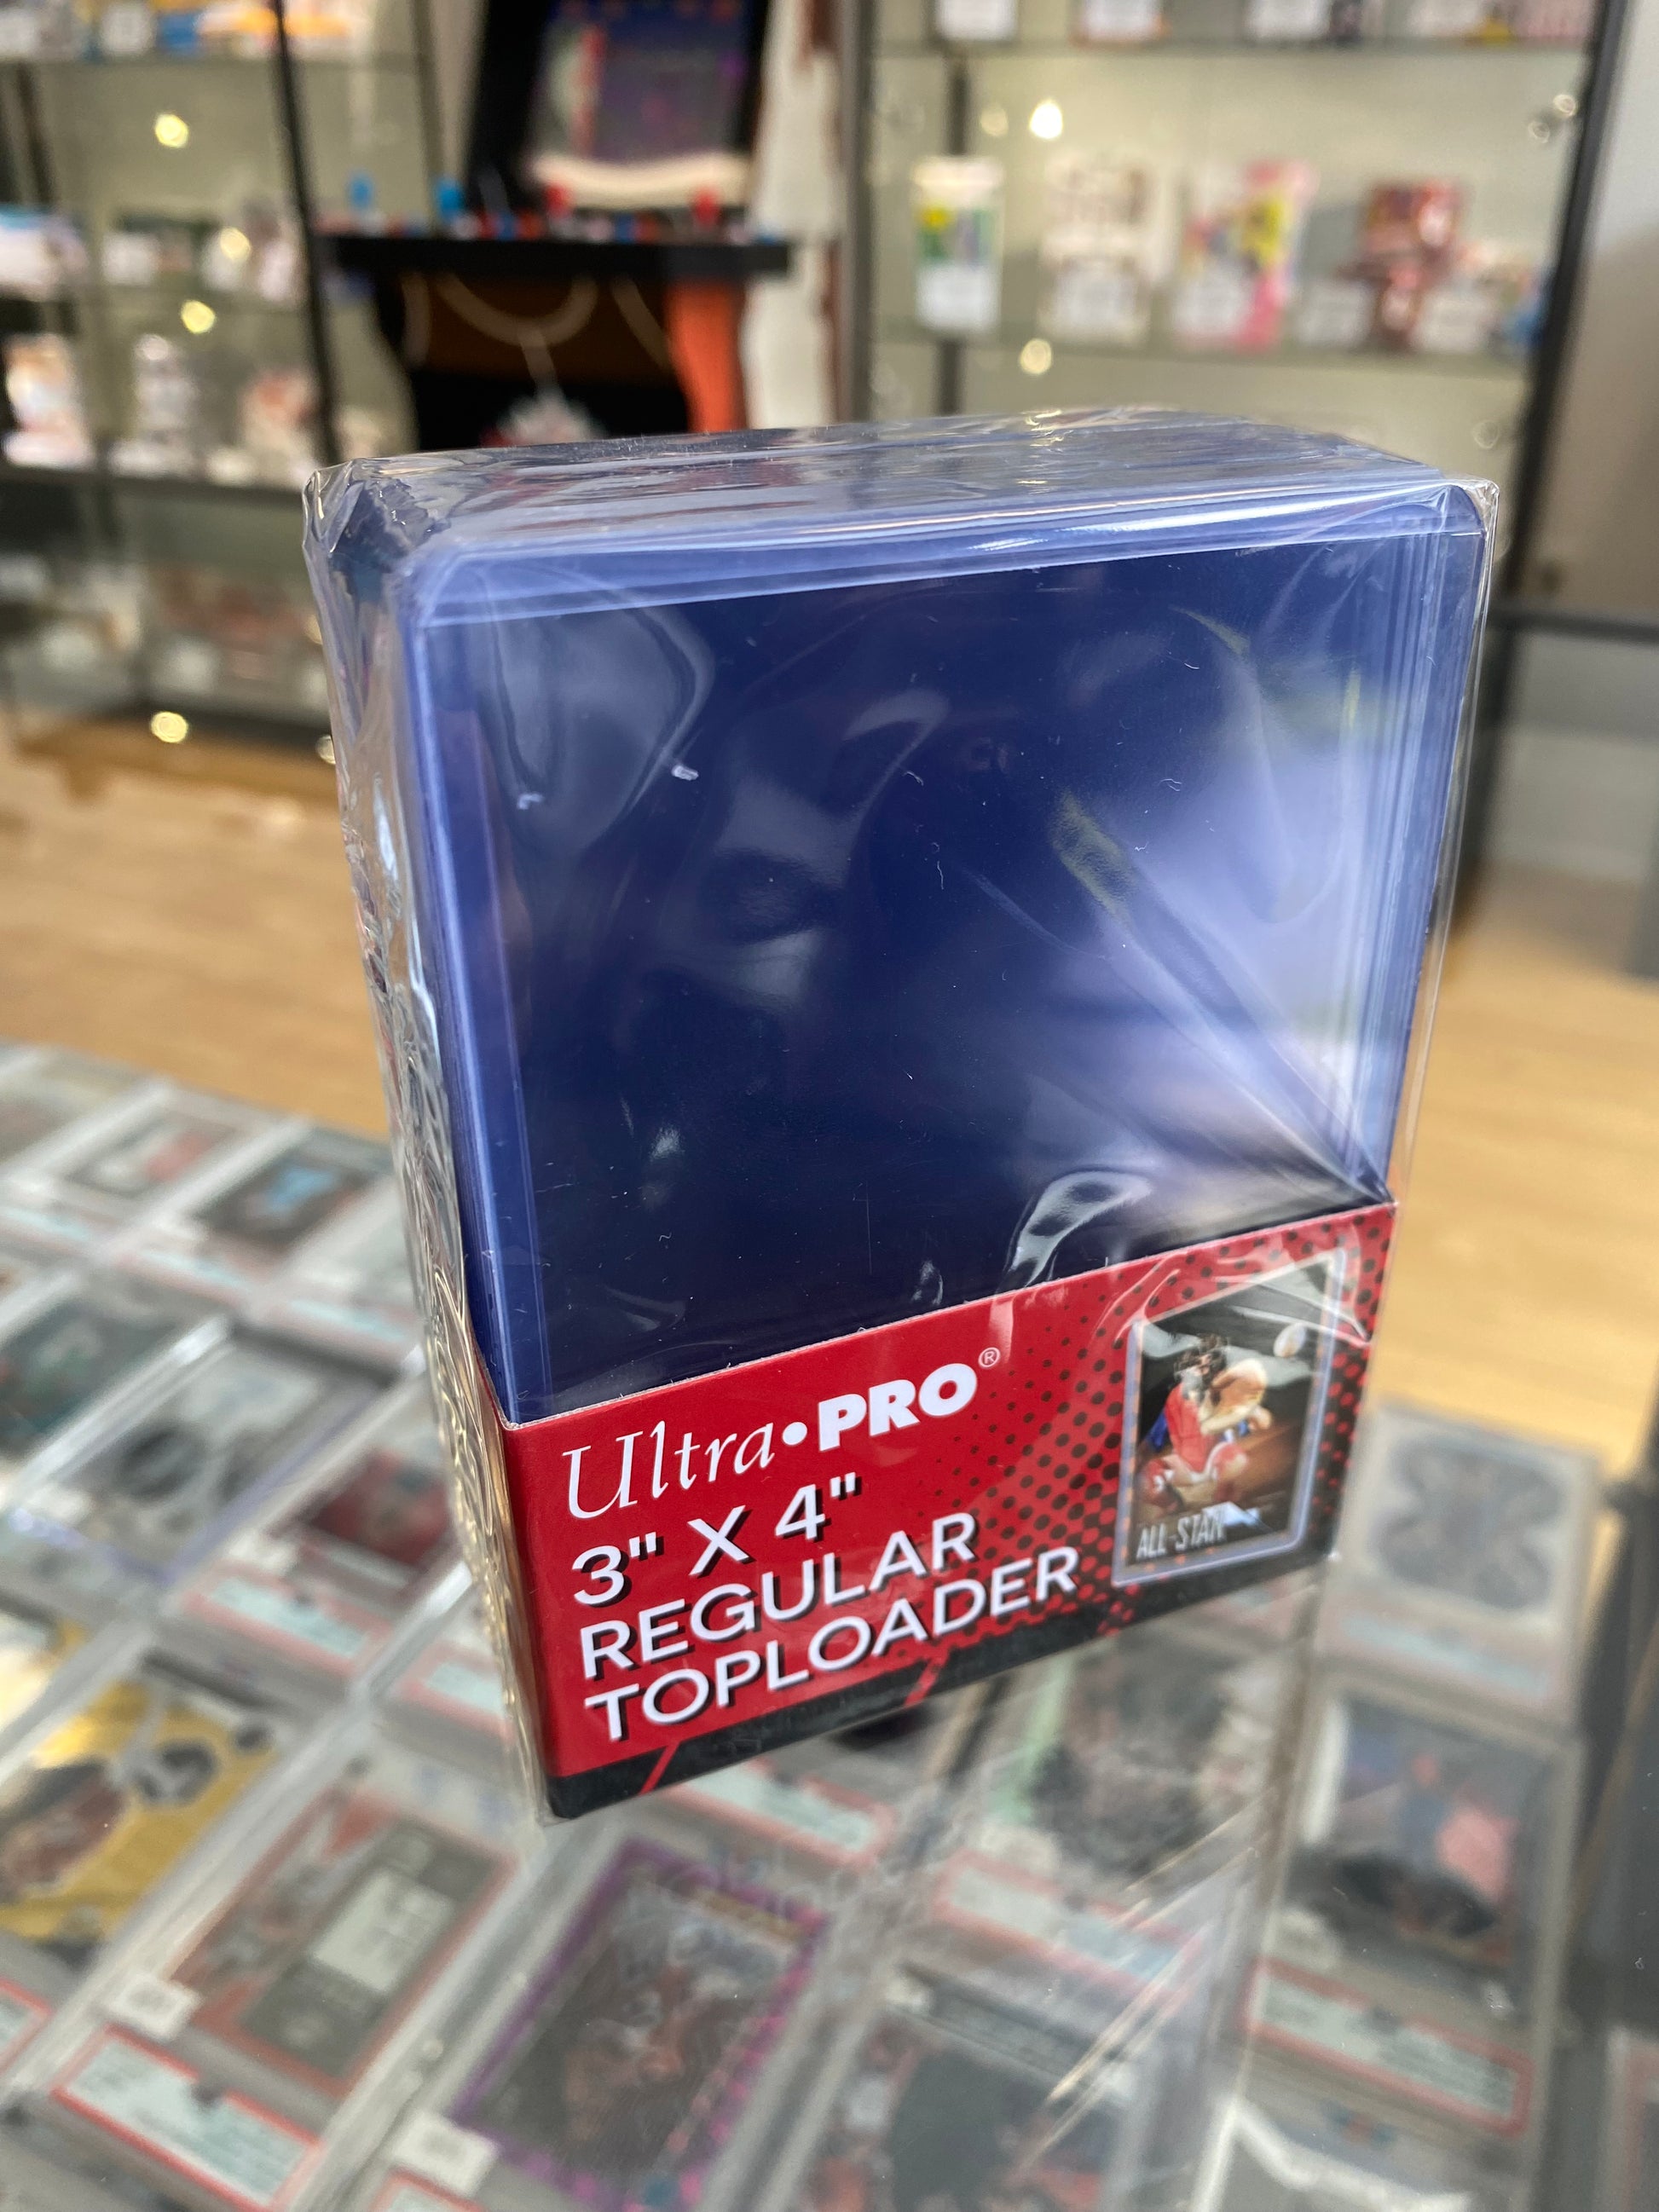 Ultra•PRO®
3" X 4"
REGULAR
TOPLOADER
ALL-STAR